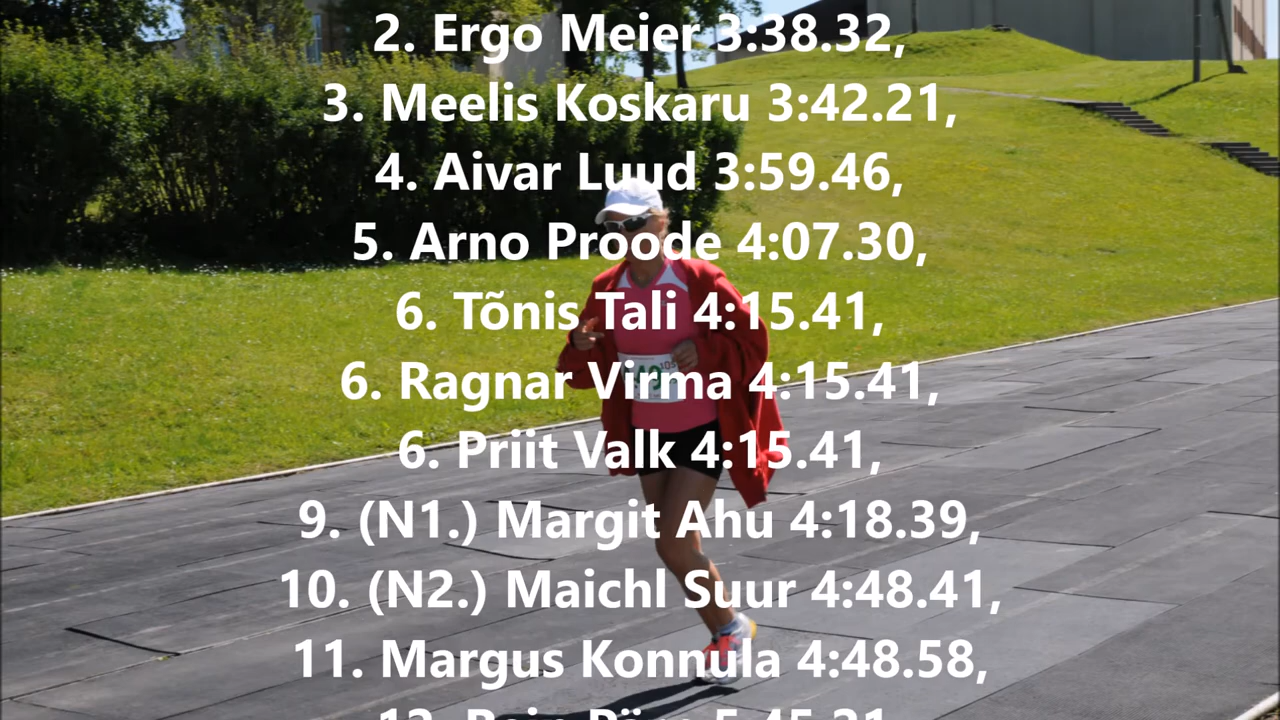 2. Ergo Meier 3:38.32,
3. Meelis Koskaru 3:42.21,
4. Aivar Luud 3:59.46,
5. Arno Proode 4:07.30,
6. Tõnis Tali 4:15.41,
6. Ragnar Virma 4:15.41,
6. Priit Valk 4:15.41,
9. (N1.) Margit Ahu 4:18.39,
10. (N2.) Maichl Suur 4:48.41,
11. Margus Konnula 4:48.58,